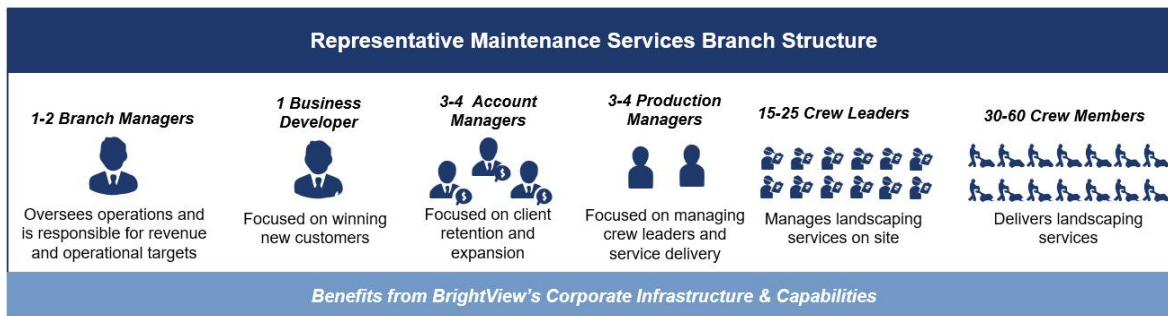 Representative Maintenance Services Branch Structure
1-2 Branch Managers
Oversees operations and
is responsible for revenue
and operational targets
1 Business
Developer
Focused on winning
new customers
3-4 Account
Managers
$
$
$
Focused on client
retention and
expansion
3-4 Production
Managers
Focused on managing
crew leaders and
service delivery
15-25 Crew Leaders
Manages landscaping
services on site
30-60 Crew Members
Delivers landscaping
services
Benefits from BrightView's Corporate Infrastructure & Capabilities